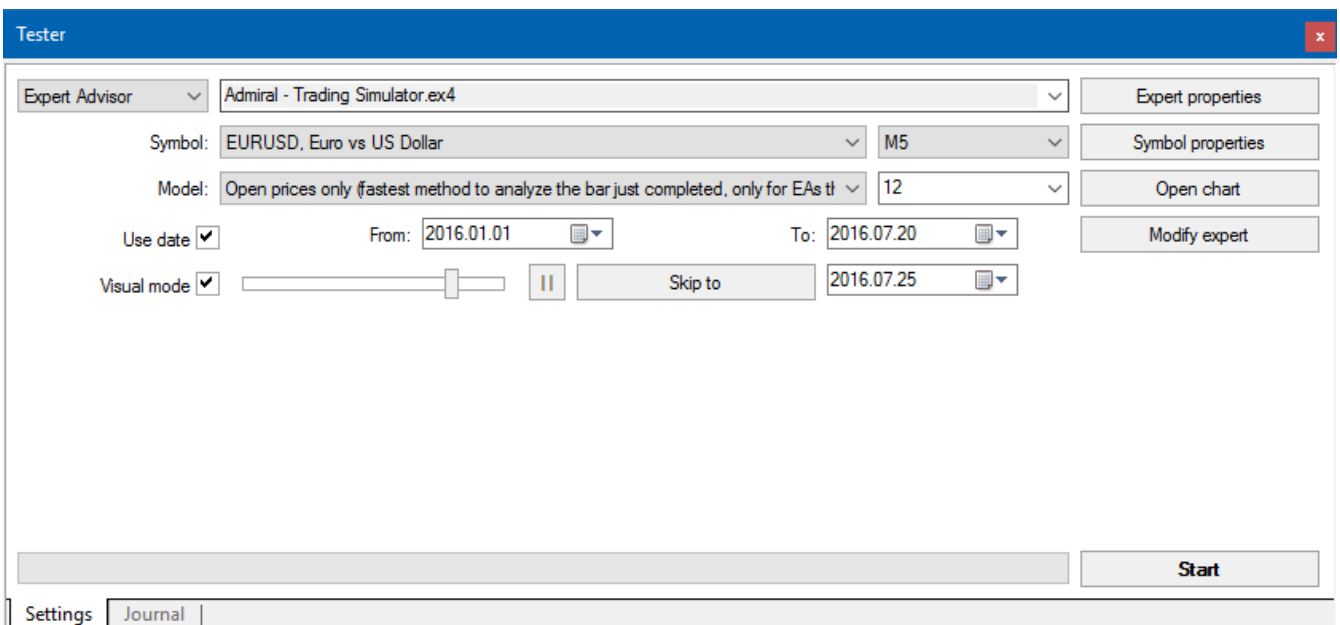 Tester
x
Expert Advisor Admiral - Trading Simulator.ex4 Expert properties
Symbol: EURUSD, Euro vs US Dollar M5 Symbol properties
Model: Open prices only (fastest method to analyze the bar just completed, only for EAs 12 Open chart
Use date From: 2016.01.01 To: 2016.07.20 Modify expert
Visual mode Skip to 2016.07.25
Start
Settings Journal